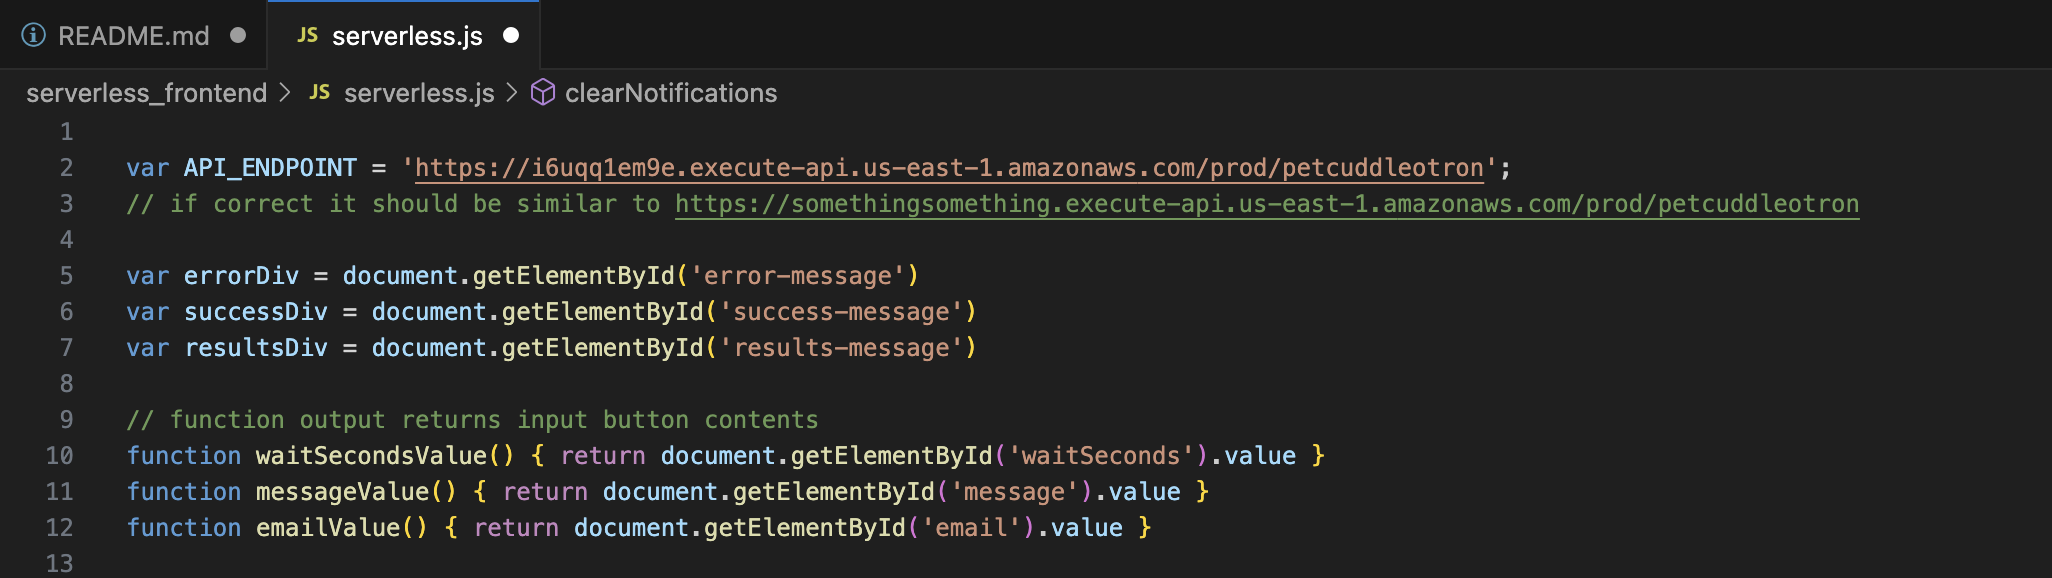 README.md
JS serverless.js
serverless_frontend > JS serverless.js > clearNotifications
1
2 var API_ENDPOINT = 'https://i6uqq1em9e.execute-api.us-east-1.amazonaws.com/prod/petcuddleotron';
3 // if correct it should be similar to https://somethingsomething.execute-api.us-east-1.amazonaws.com/prod/petcuddleotron
4
5 var errorDiv = document.getElementById('error-message')
6 var successDiv = document.getElementById('success-message')
7 var resultsDiv = document.getElementById('results-message')
8
9 // function output returns input button contents
10 function waitSecondsValue() { return document.getElementById('waitSeconds').value }
11 function messageValue() { return document.getElementById('message').value }
12 function emailValue() { return document.getElementById('email').value }
13